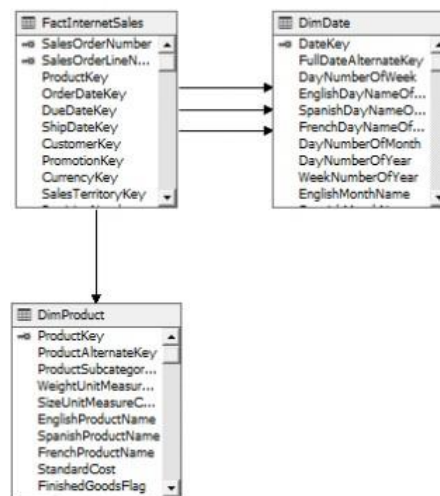 FactInternetSales
SalesOrderNumber
SalesOrderLineN...
ProductKey
OrderDateKey
DueDateKey
ShipDateKey
CustomerKey
PromotionKey
CurrencyKey
SalesTerritoryKey
DimDate
DateKey
FullDateAlternateKey
DayNumberOfWeek
EnglishDayNameOf...
SpanishDayNameO...
FrenchDayNameOf...
DayNumberOfMonth
DayNumberOfYear
WeekNumberOfYear
EnglishMonthName
DimProduct
ProductKey
ProductAlternateKey
ProductSubcategor...
WeightUnitMeasur...
SizeUnitMeasureC...
EnglishProductName
SpanishProductName
FrenchProductName
StandardCost
FinishedGoodsFlag